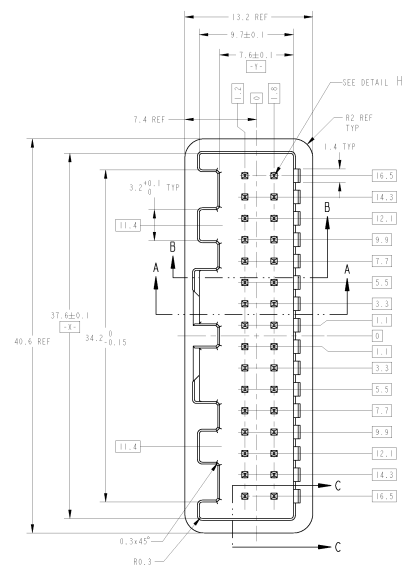 13.2 REF
9.7±0.1
7.6±0.1
-Y-
1.2
0
1.8
SEE DETAIL H
7.4 REF
R2 REF
TYP
1.4 TYP
3.2 +0.1 0 TYP
16.5
14.3
11.4
B
B
12.1
9.9
7.7
A
A
5.5
3.3
37.6±0.1
-X-
1.1
40.6 REF
34.2 0 -0.15
0
1.1
3.3
5.5
7.7
9.9
11.4
12.1
14.3
C
16.5
0.3x45°
R0.3
C